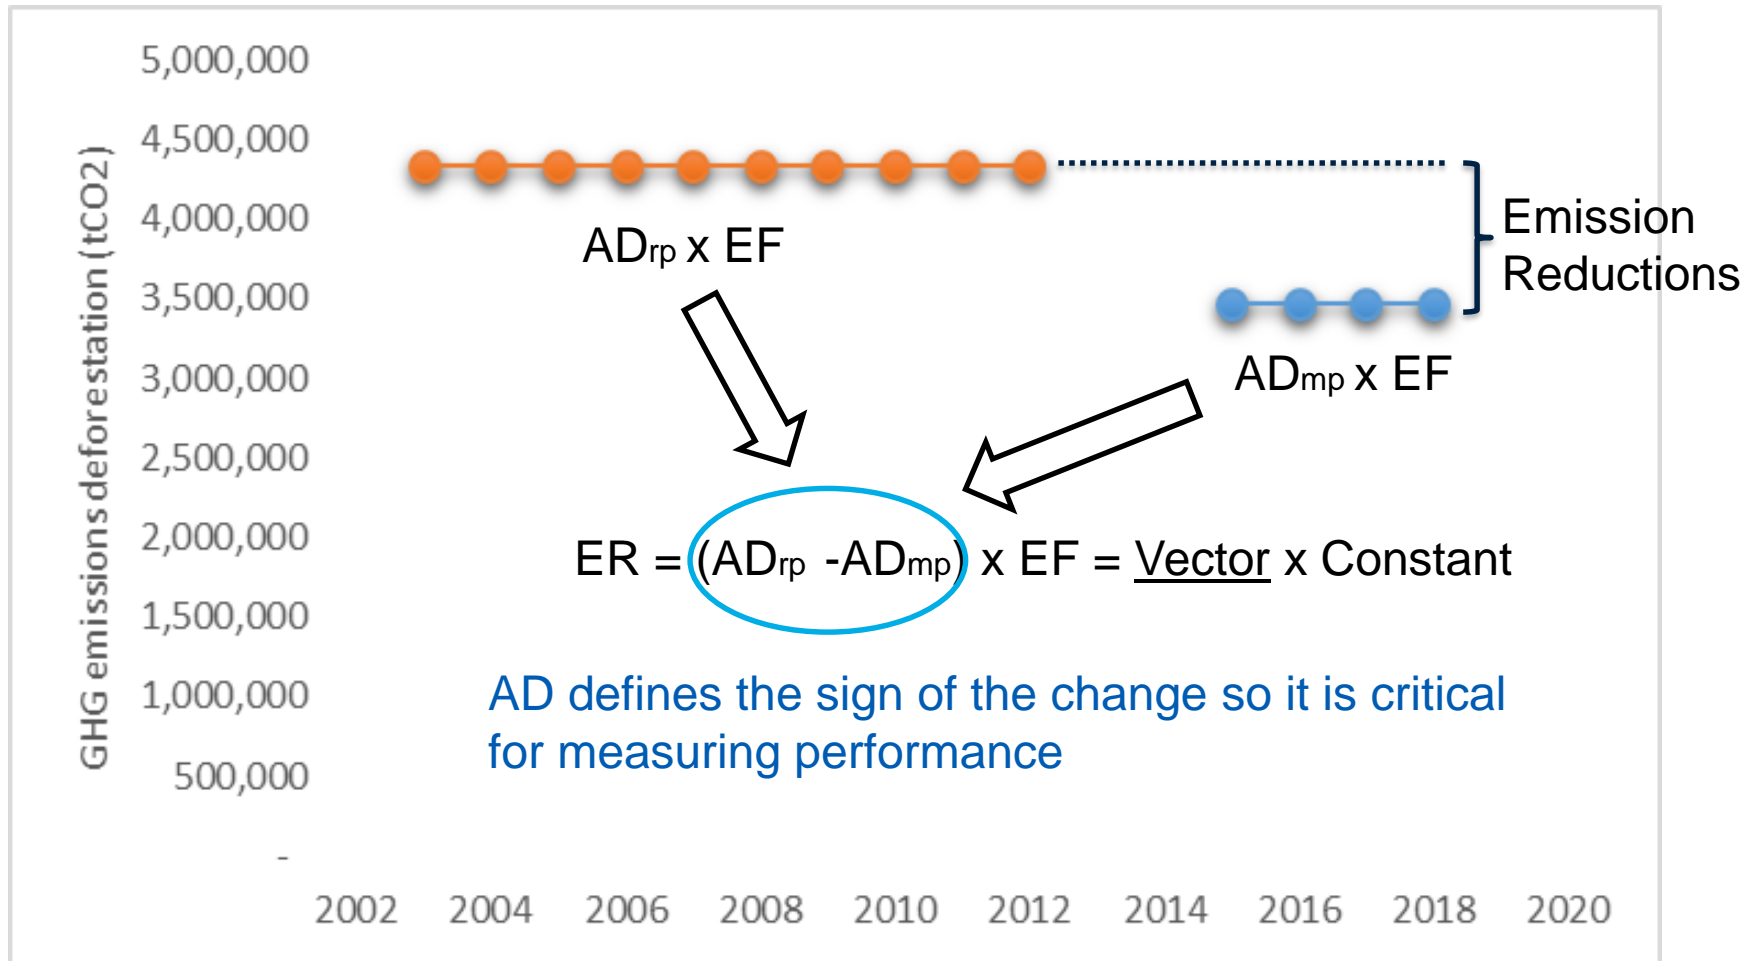 GHG emissions deforestation (tCO2)
5,000,000
4,500,000
4,000,000
3,500,000
3,000,000
2,500,000
2,000,000
1,500,000
1,000,000
500,000
-
2002 2004 2006 2008 2010 2012 2014 2016 2018 2020
ADrp x EF
Emission
Reductions
ADmp x EF
ER = (ADrp -ADmp) x EF = Vector x Constant
AD defines the sign of the change so it is critical
for measuring performance